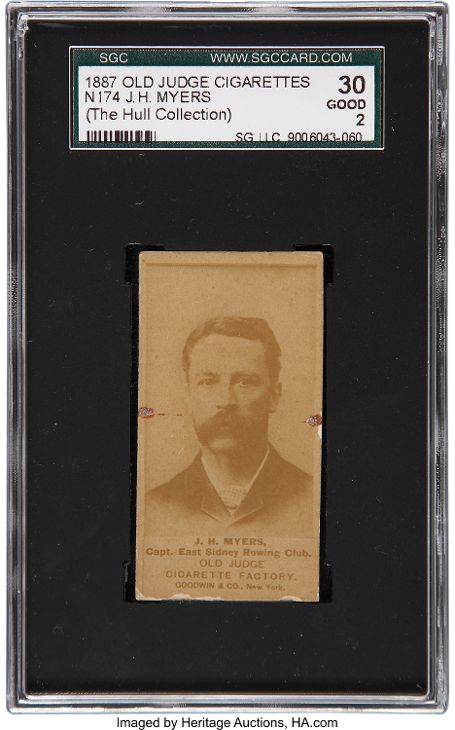 SGC WWW.SGCCARD.COM
1887 OLD JUDGE CIGARETTES 30
N174 J.H. MYERS GOOD
(The Hull Collection) 2
SG LLC 9006043-060
J. H. MYERS,
Capt. East Sidney Rowing Club.
OLD JUDGE
CIGARETTE FACTORY.
GOODWIN & CO., New York.
Imaged by Heritage Auctions, HA.com